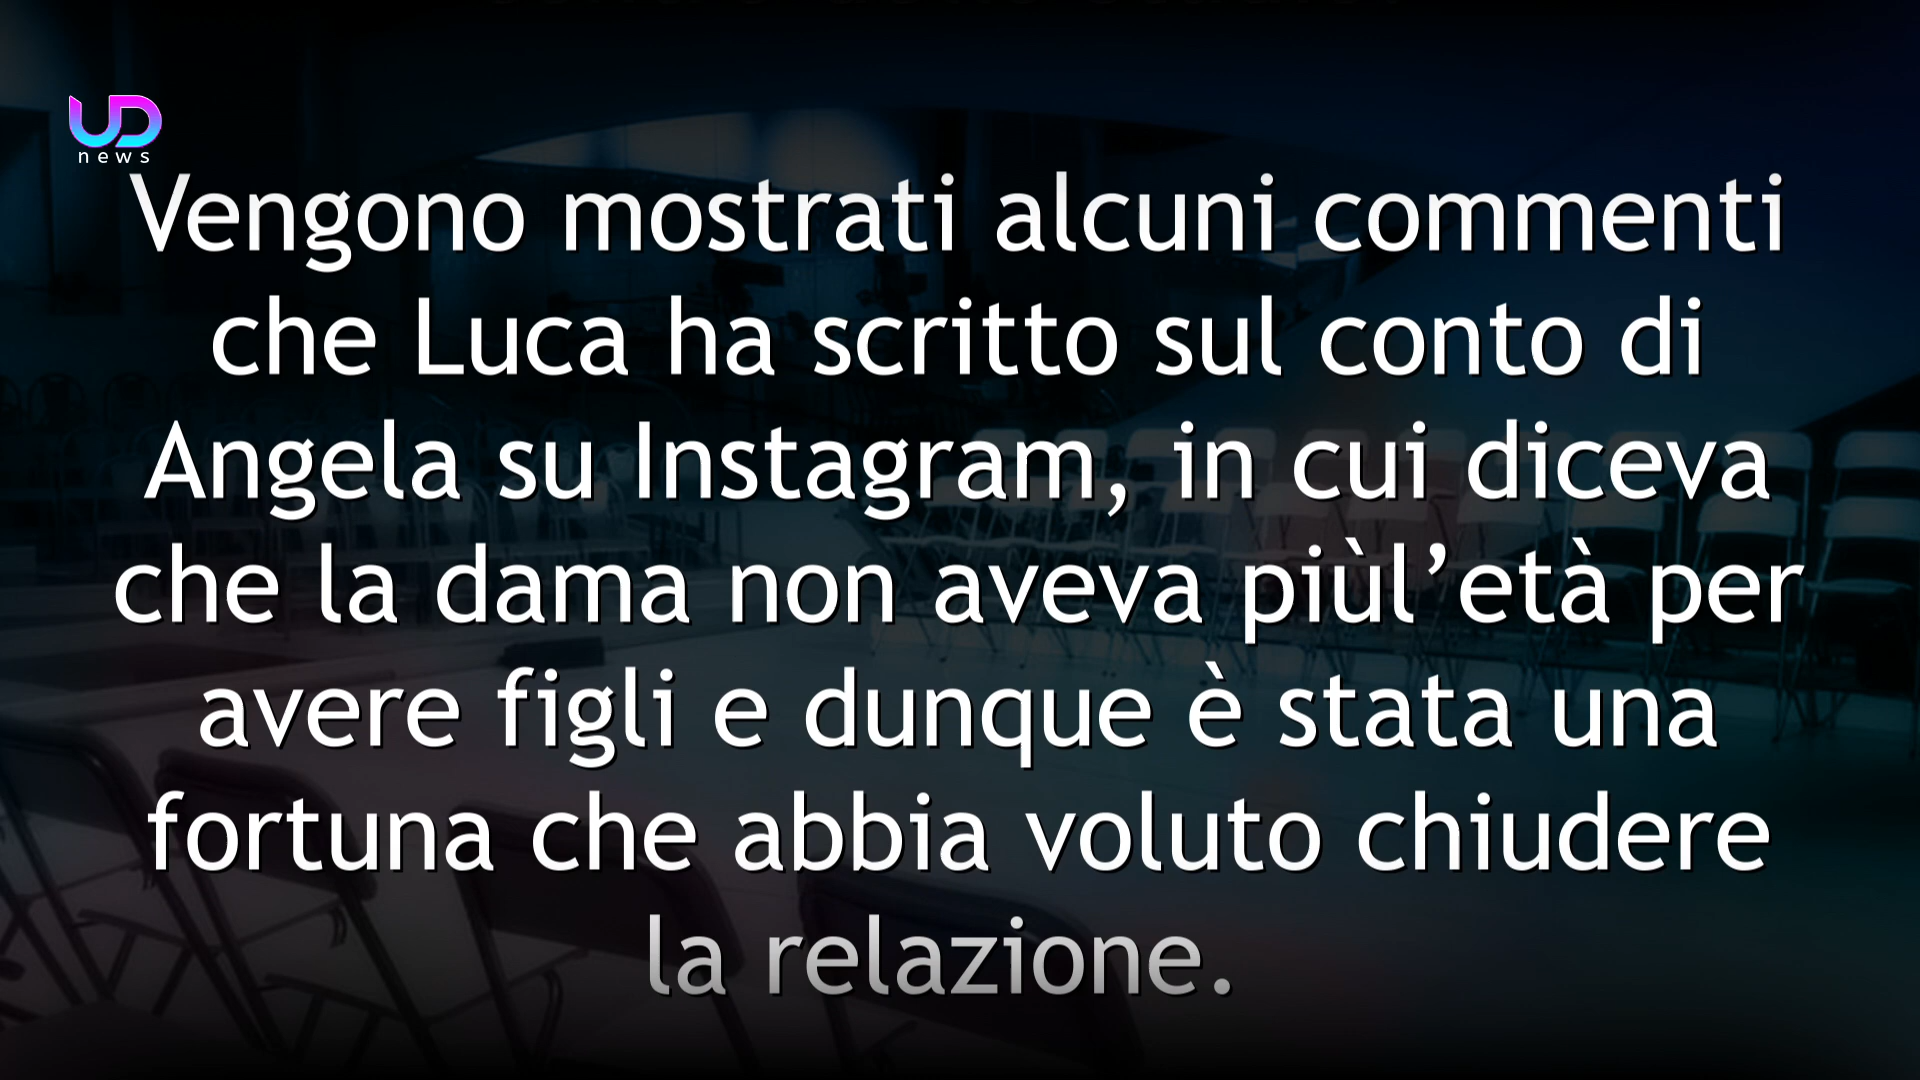 UD
news
Vengono mostrati alcuni commenti
che Luca ha scritto sul conto di
Angela su Instagram, in cui diceva
che la dama non aveva piùl’età per
avere figli e dunque è stata una
fortuna che abbia voluto chiudere
la relazione.